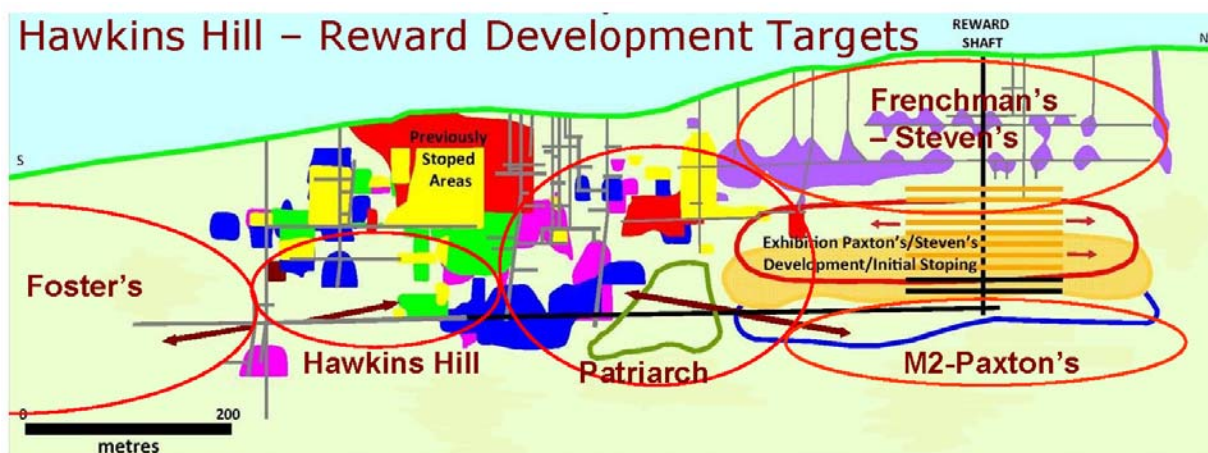 Hawkins Hill – Reward Development Targets
REWARD
SHAFT
N
S
Frenchman's
– Steven's
Previously
Stoped
Areas
Exhibition Paxton's/Steven's
Development/Initial Stoping
Foster's
Hawkins Hill
Patriarch
M2-Paxton's
0 200
metres